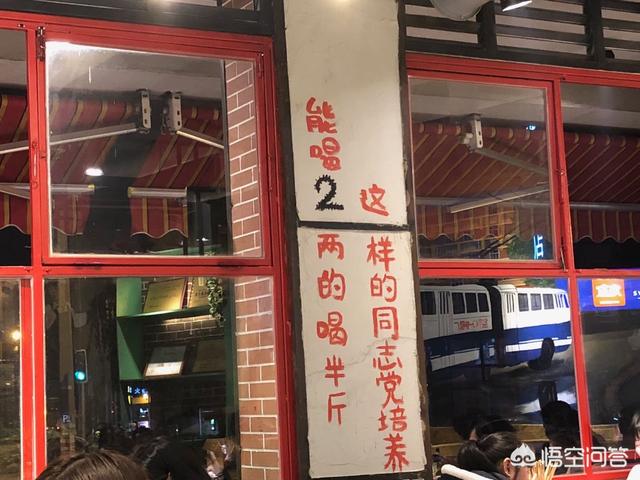 能喝2两的喝半斤
这样的同志党培养
悟空问答